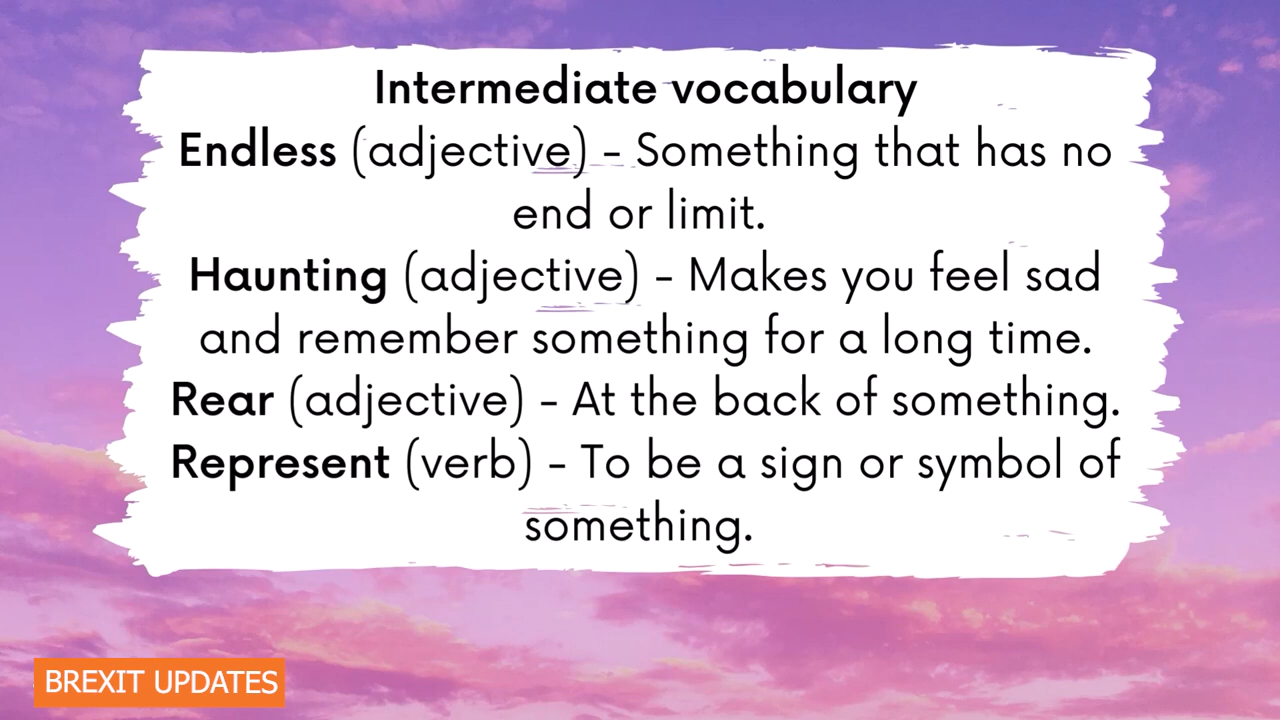 Intermediate vocabulary
Endless (adjective) - Something that has no
end or limit.
Haunting (adjective) - Makes you feel sad
and remember something for a long time.
Rear (adjective) - At the back of something.
Represent (verb) - To be a sign or symbol of
something.
BREXIT UPDATES